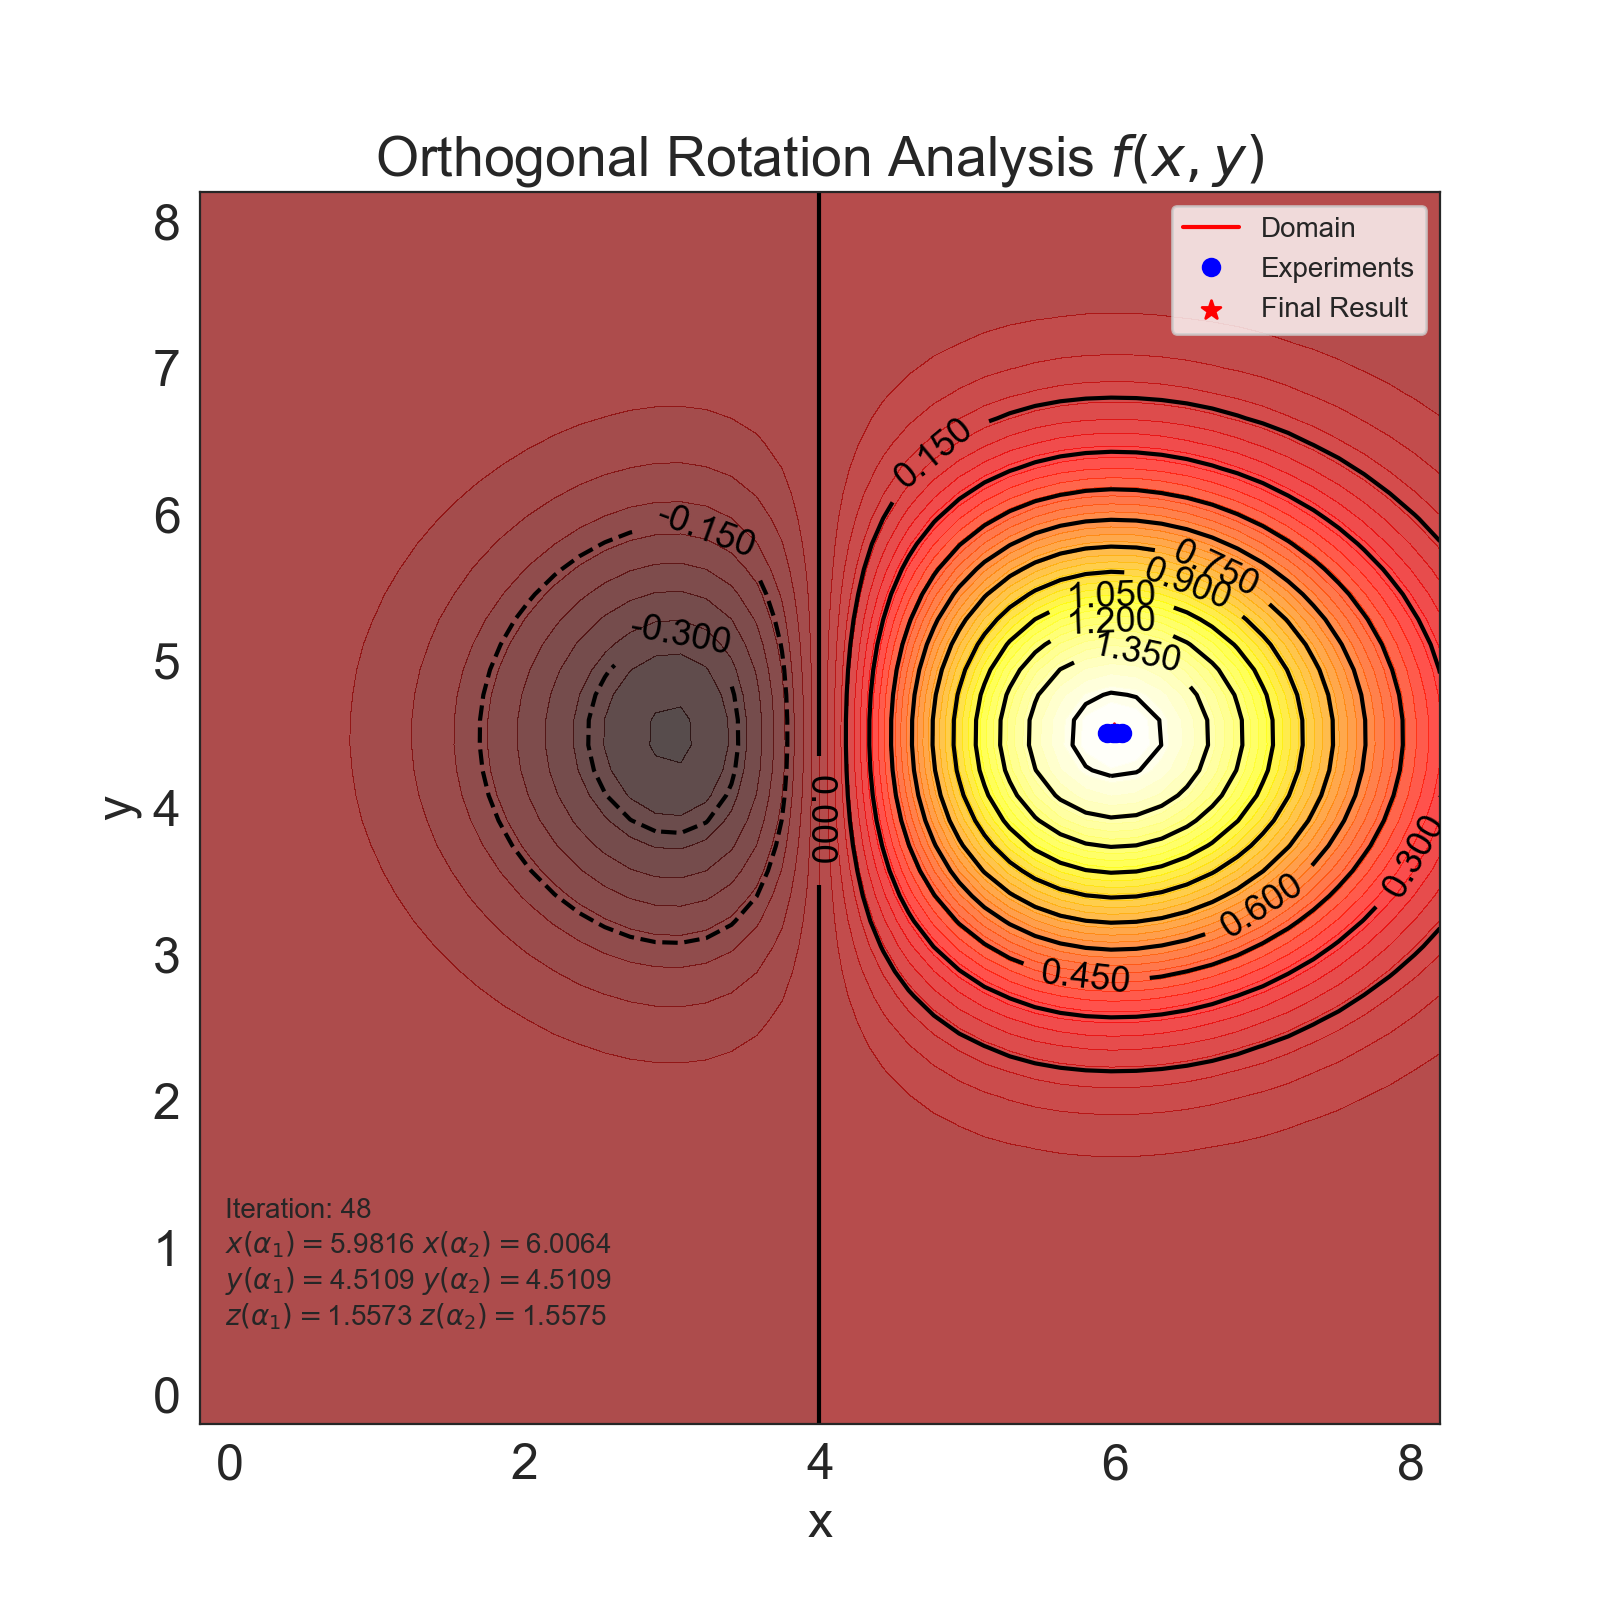 Orthogonal Rotation Analysis f(x, y)
Domain
Experiments
Final Result
8
7
6
5
4
3
2
1
0
y
0.150
-0.150
0.750
0.900
1.050
1.200
-0.300
1.350
0.000
0.300
0.600
0.450
Iteration: 48
x(α₁) = 5.9816 x(α₂) = 6.0064
y(α₁) = 4.5109 y(α₂) = 4.5109
z(α₁) = 1.5573 z(α₂) = 1.5575
0 2 4 6 8
x